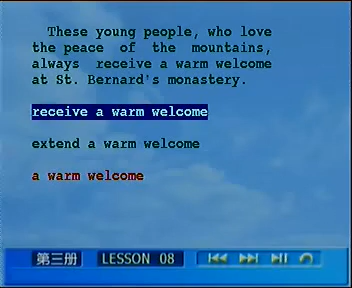 These young people, who love
the peace of the mountains,
always receive a warm welcome
at St. Bernard's monastery.
receive a warm welcome
extend a warm welcome
a warm welcome
第三册 LESSON 08